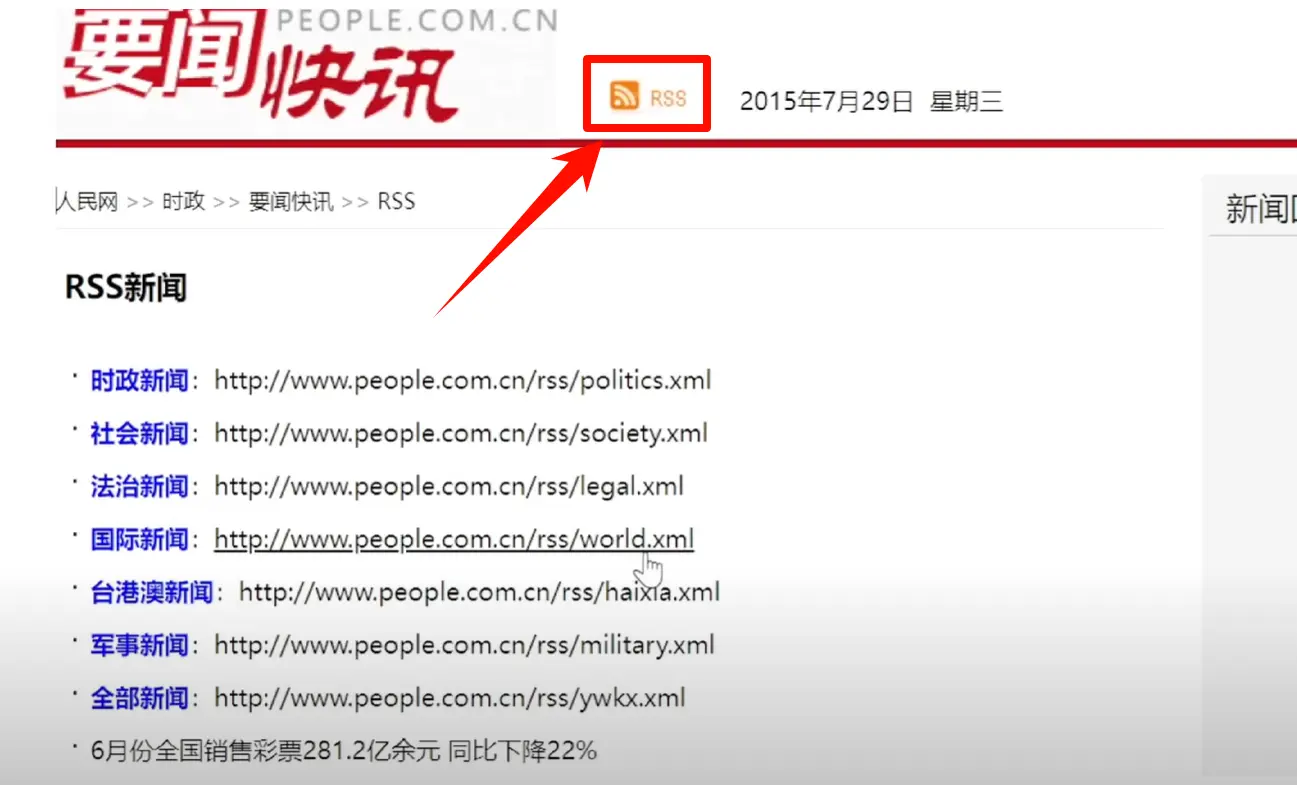 要闻快讯
PEOPLE.COM.CN
RSS
2015年7月29日 星期三
人民网 >> 时政 >> 要闻快讯 >> RSS
新闻
RSS新闻
· 时政新闻：http://www.people.com.cn/rss/politics.xml
· 社会新闻：http://www.people.com.cn/rss/society.xml
· 法治新闻：http://www.people.com.cn/rss/legal.xml
· 国际新闻：http://www.people.com.cn/rss/world.xml
· 台港澳新闻：http://www.people.com.cn/rss/haixia.xml
· 军事新闻：http://www.people.com.cn/rss/military.xml
· 全部新闻：http://www.people.com.cn/rss/ywkx.xml
· 6月份全国销售彩票281.2亿余元 同比下降22%